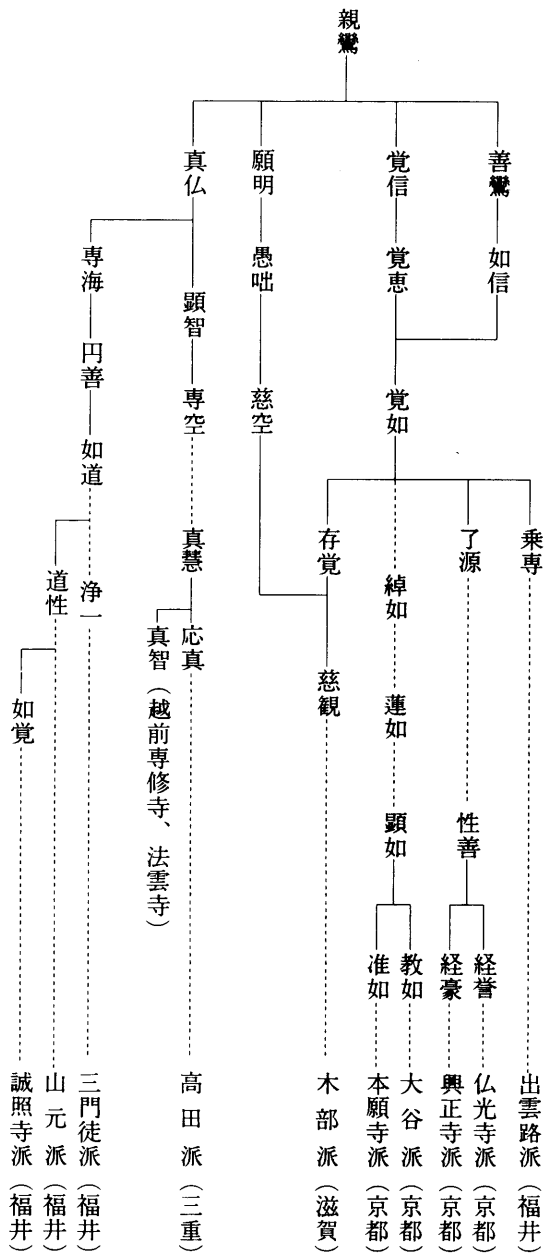 親鸞
善鸞
如信
覚信
覚恵
願明
愚咄
慈空
真仏
顕智
専空
専海
円善
如道
覚如
乗専
了源
綽如
存覚
真慧
浄一
道性
蓮如
慈観
応真
真智（越前専修寺、法雲寺）
如覚
性善
顕如
経誉
経豪
教如
准如
出雲路派（福井）
仏光寺派（京都）
興正寺派（京都）
大谷派（京都）
本願寺派（京都）
木部派（滋賀）
高田派（三重）
三門徒派（福井）
山元派（福井）
誠照寺派（福井）